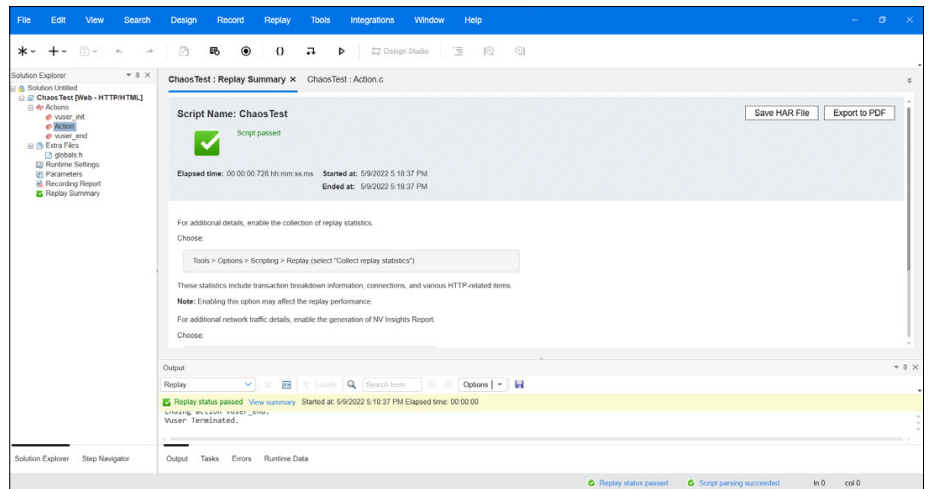 File Edit View Search Design Record Replay Tools Integrations Window Help
Design Studio
Solution Explorer
Solution Untitled
ChaosTest [Web - HTTP/HTML]
Actions
vuser_init
Action
vuser_end
Extra Files
globals.h
Runtime Settings
Parameters
Recording Report
Replay Summary
ChaosTest : Replay Summary × ChaosTest : Action.c
Script Name: ChaosTest
Save HAR File Export to PDF
Script passed
Elapsed time: 00:00:00.728 hh:mm:ss.ms Started at: 5/9/2022 5:18:37 PM
Ended at: 5/9/2022 5:18:37 PM
For additional details, enable the collection of replay statistics.
Choose:
Tools > Options > Scripting > Replay (select "Collect replay statistics")
These statistics include transaction breakdown information, connections, and various HTTP-related items.
Note: Enabling this option may affect the replay performance.
For additional network traffic details, enable the generation of NV Insights Report.
Choose:
Output
Replay Locate Search term Options
Replay status passed View summary Started at: 5/9/2022 5:18:37 PM Elapsed time: 00:00:00
Ending action vuser_end.
Vuser Terminated.
Solution Explorer Step Navigator Output Tasks Errors Runtime Data
Replay status passed Script parsing succeeded ln 0 col 0